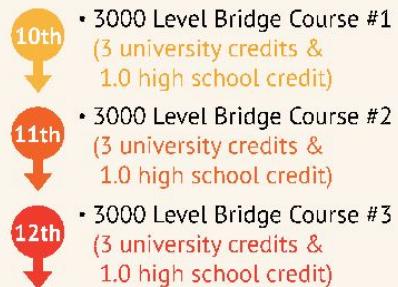 10th
• 3000 Level Bridge Course #1
(3 university credits &
1.0 high school credit)
11th
• 3000 Level Bridge Course #2
(3 university credits &
1.0 high school credit)
12th
• 3000 Level Bridge Course #3
(3 university credits &
1.0 high school credit)